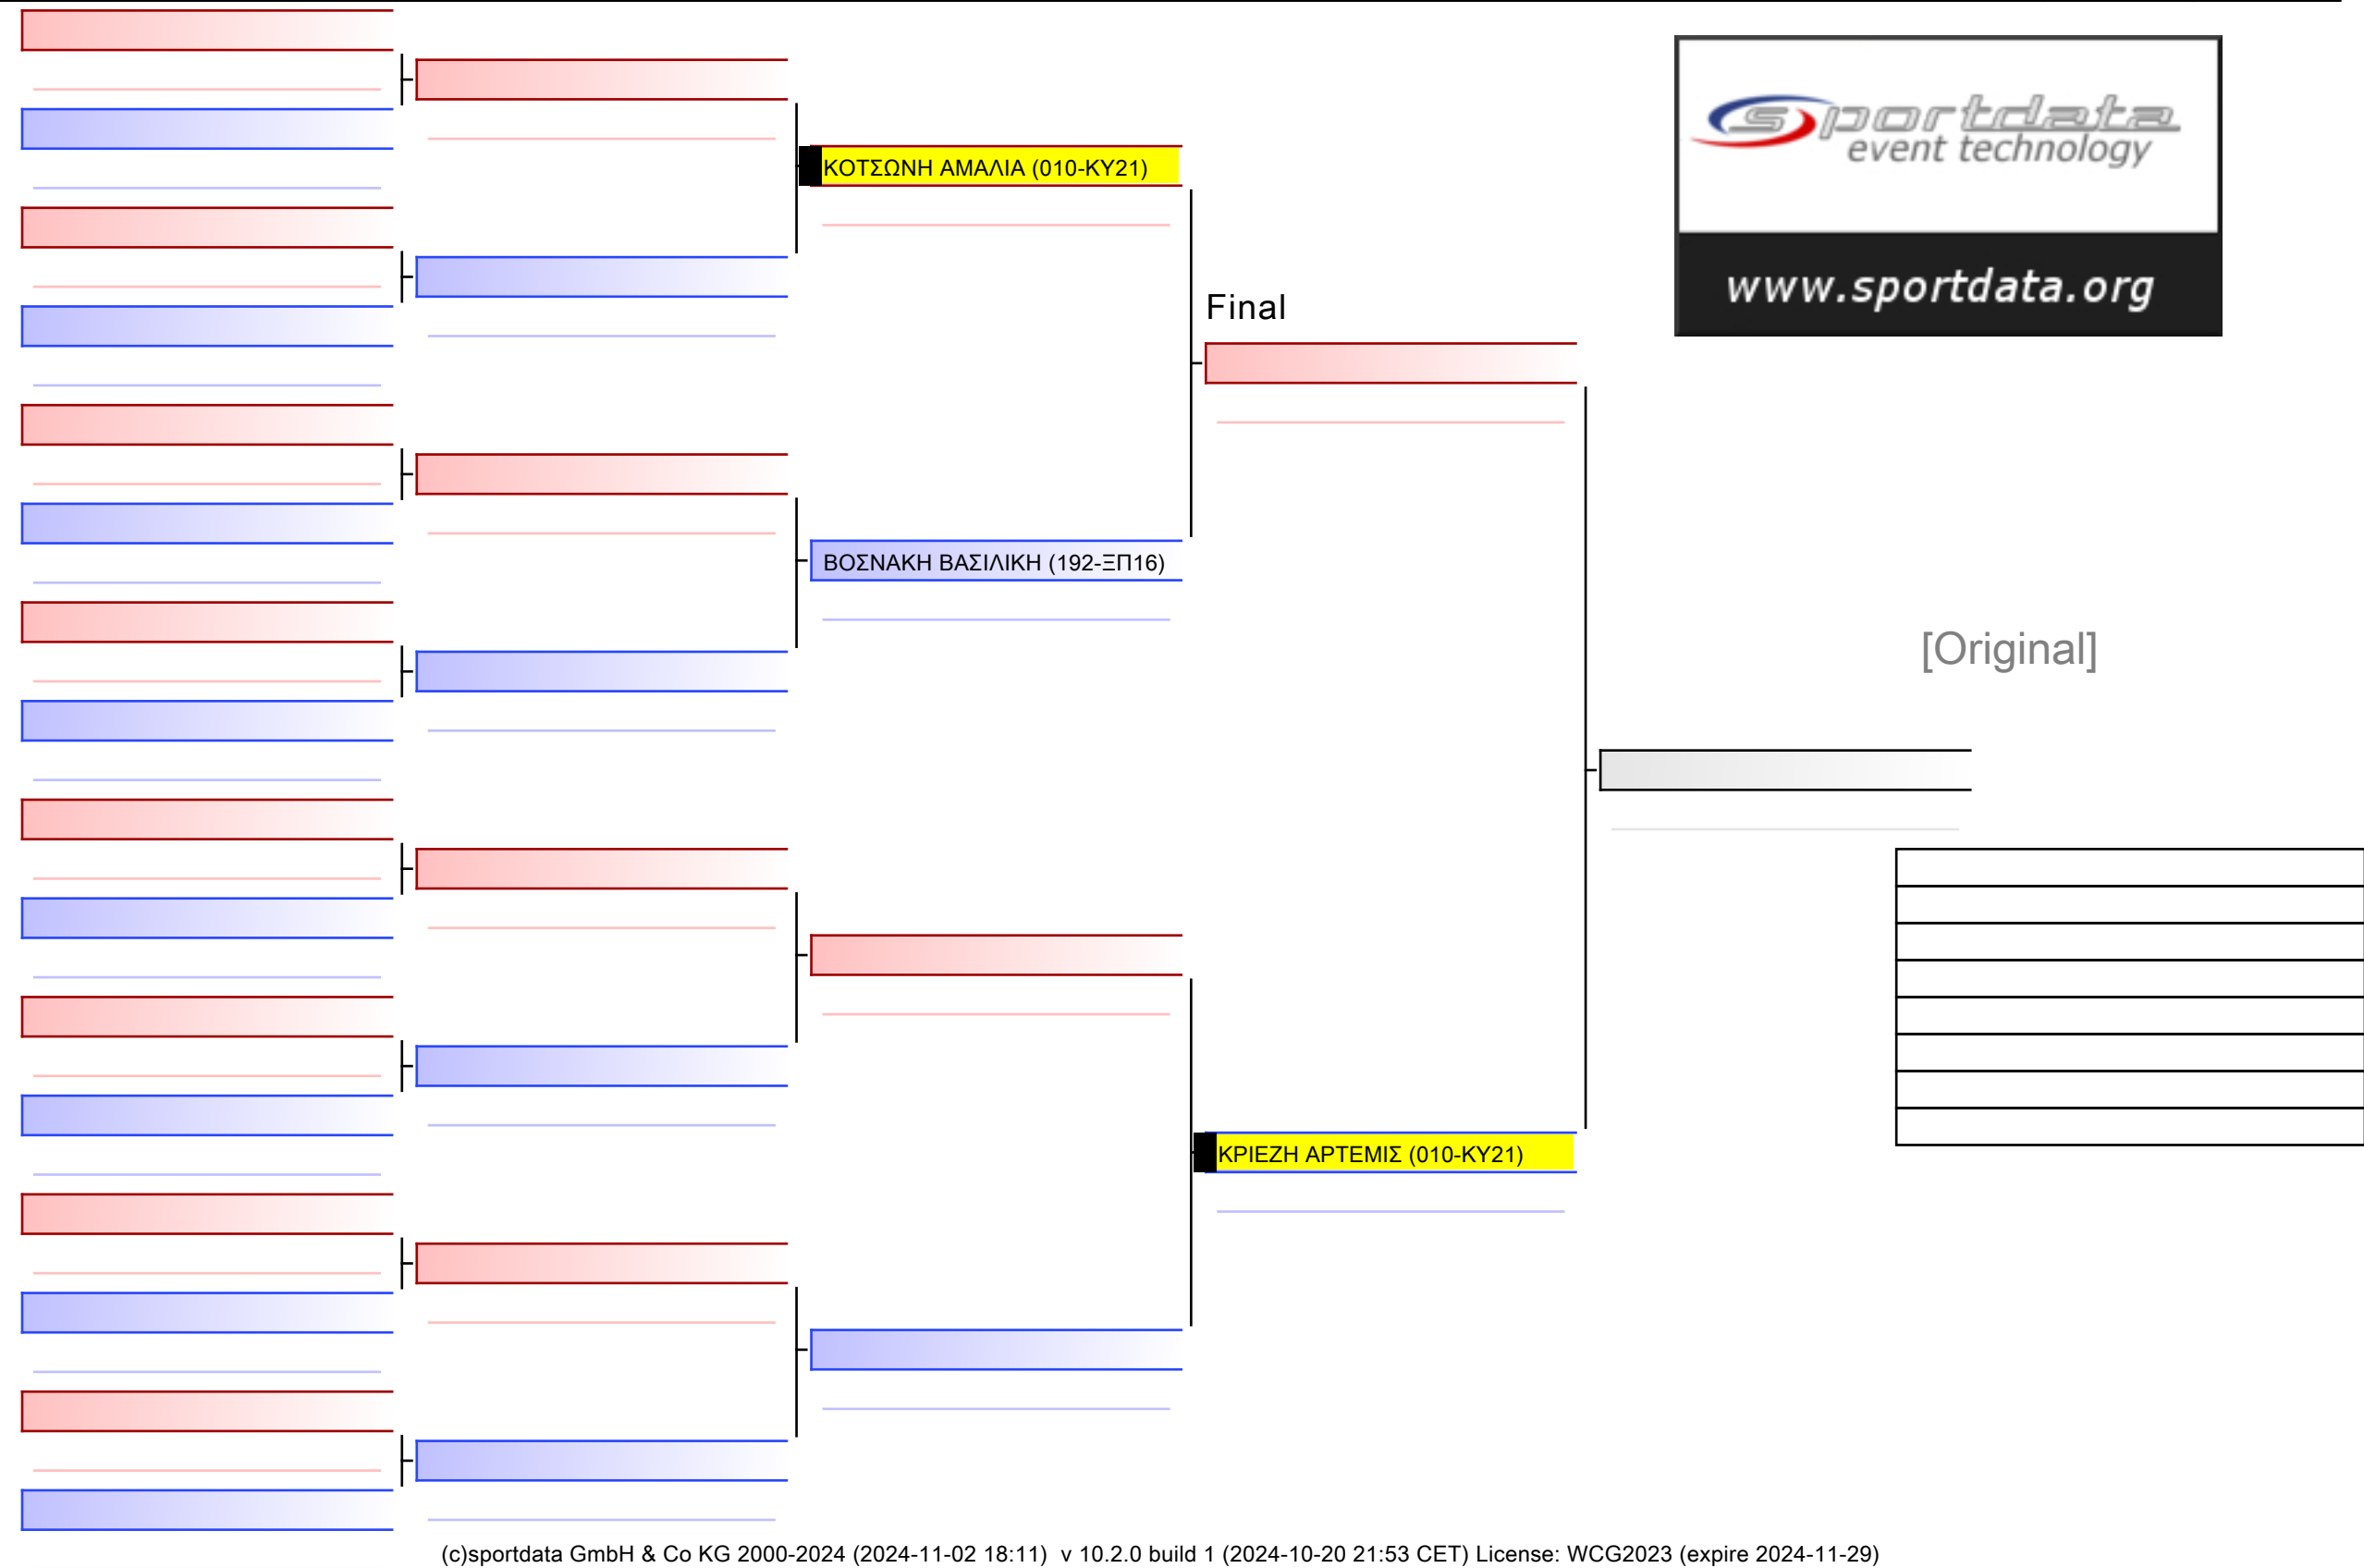 sportdata
event technology
www.sportdata.org
ΚΟΤΣΩΝΗ ΑΜΑΛΙΑ (010-ΚΥ21)
Final
ΒΟΣΝΑΚΗ ΒΑΣΙΛΙΚΗ (192-ΞΠ16)
[Original]
ΚΡΙΕΖΗ ΑΡΤΕΜΙΣ (010-ΚΥ21)
(c)sportdata GmbH & Co KG 2000-2024 (2024-11-02 18:11) v 10.2.0 build 1 (2024-10-20 21:53 CET) License: WCG2023 (expire 2024-11-29)